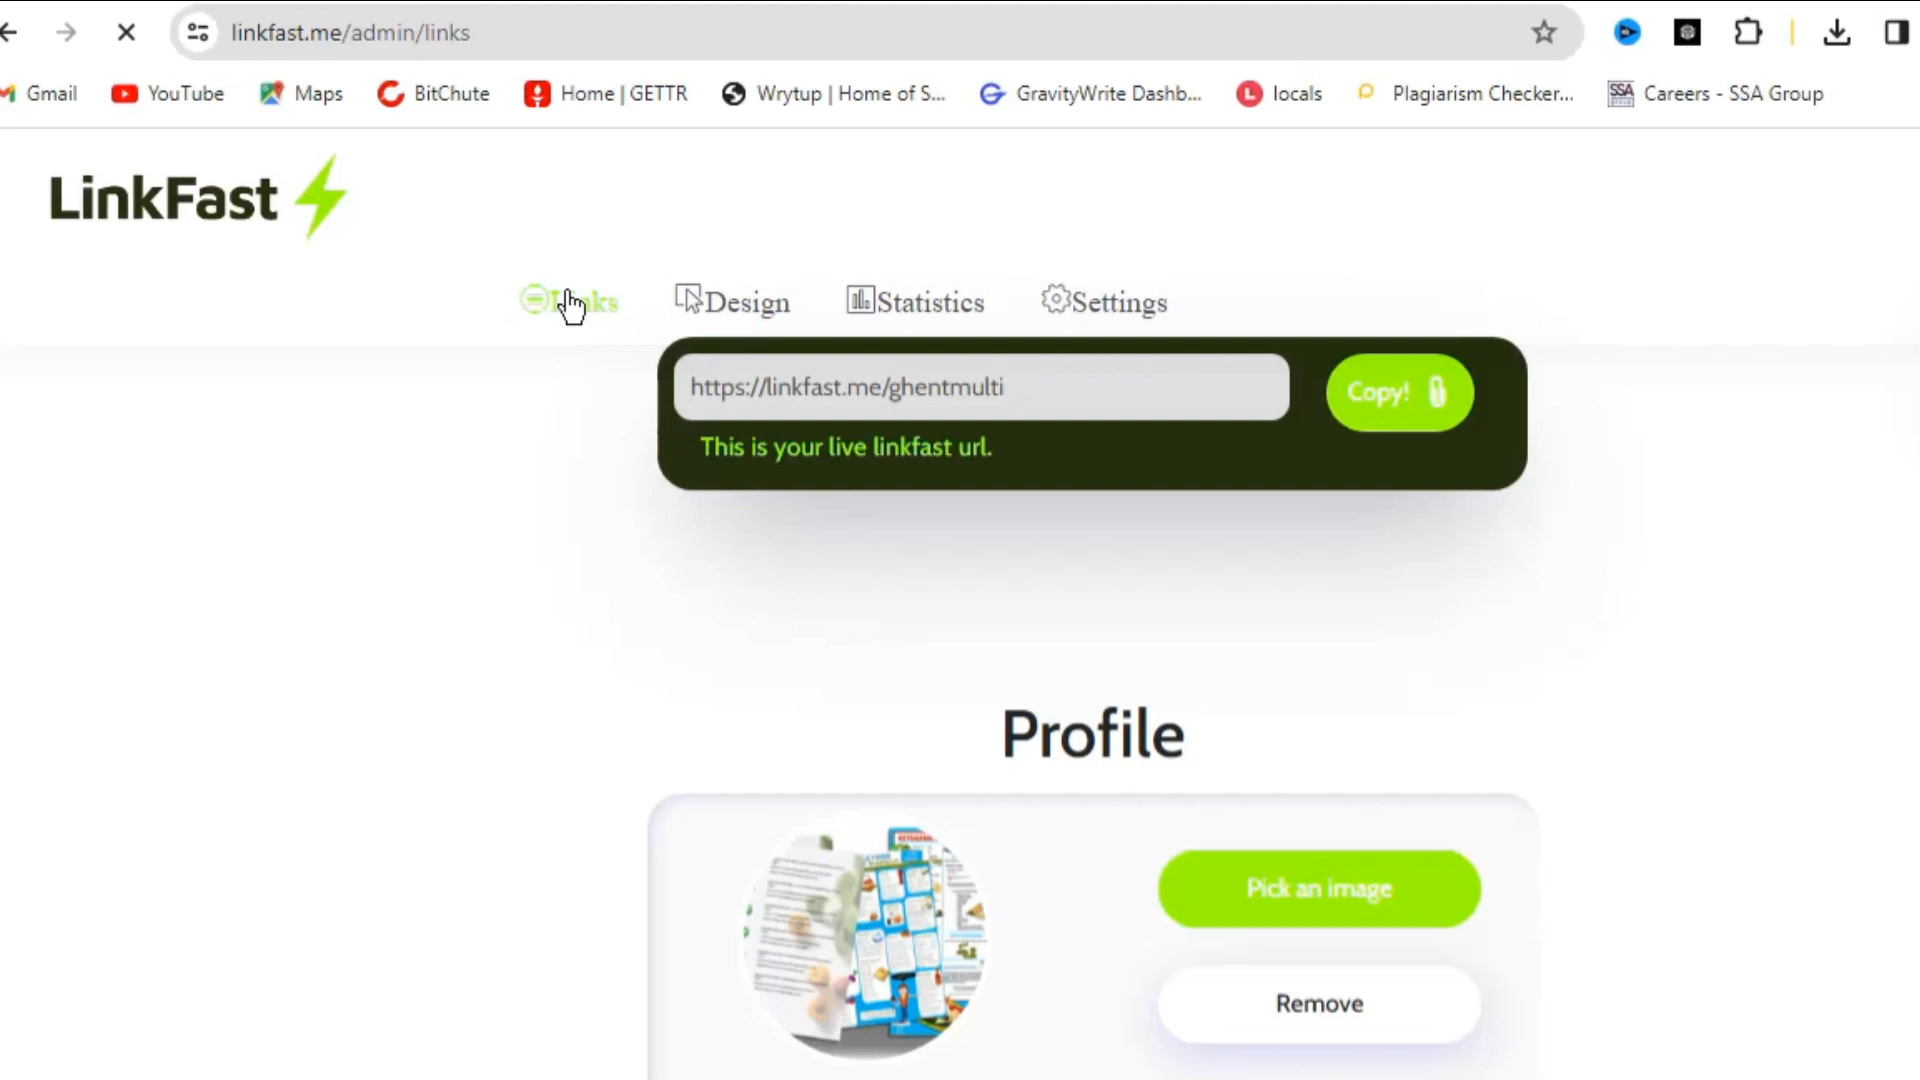 linkfast.me/admin/links
Gmail YouTube Maps BitChute Home | GETTR Wrytup | Home of S... GravityWrite Dashb... locals Plagiarism Checker... Careers - SSA Group
LinkFast
Links Design Statistics Settings
https://linkfast.me/ghentmulti Copy!
This is your live linkfast url.
Profile
Pick an image
Remove